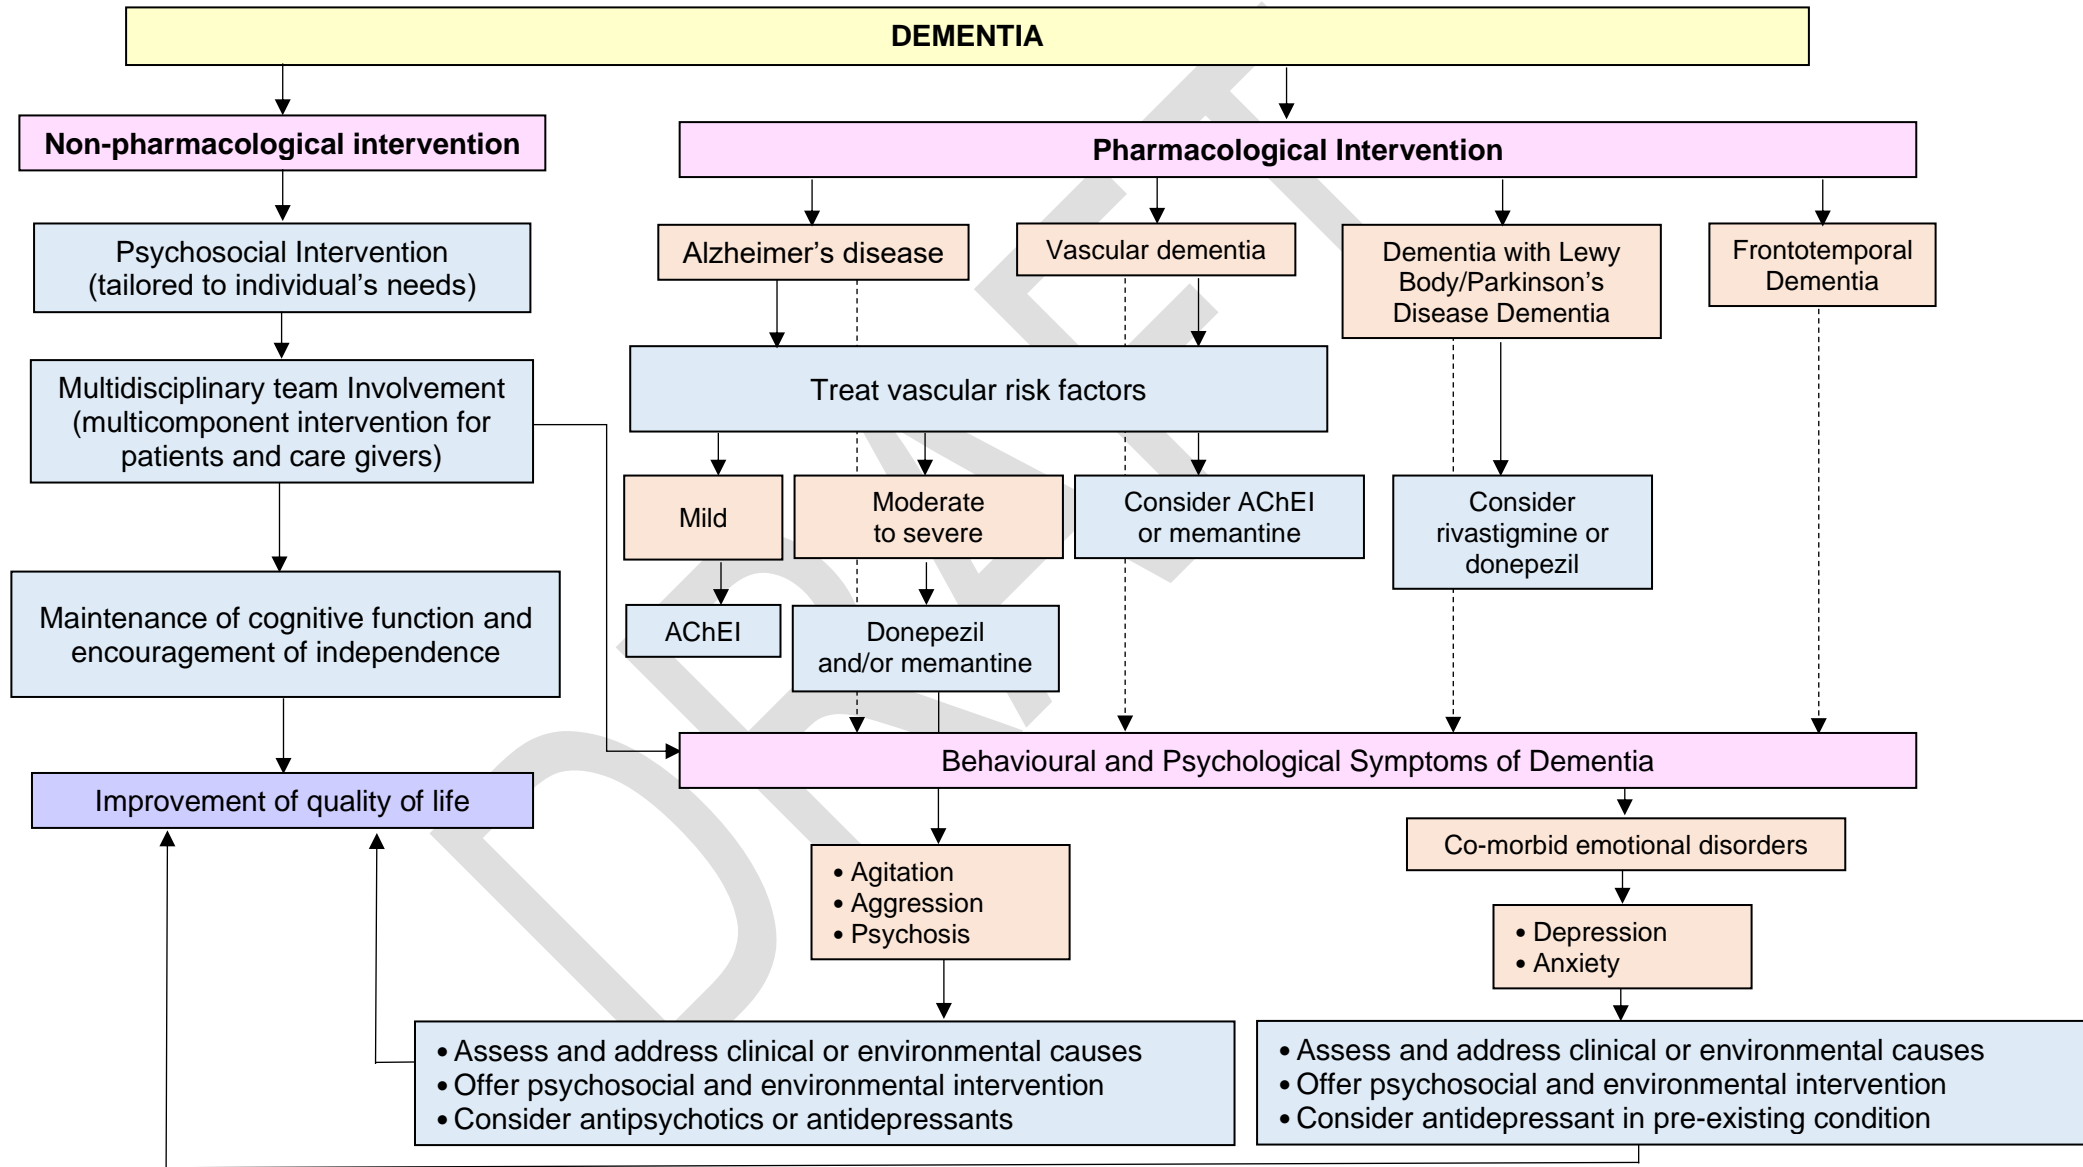 DEMENTIA
Non-pharmacological intervention
Pharmacological Intervention
Psychosocial Intervention
(tailored to individual's needs)
Alzheimer's disease
Vascular dementia
Dementia with Lewy
Body/Parkinson's
Disease Dementia
Frontotemporal
Dementia
Multidisciplinary team Involvement
(multicomponent intervention for
patients and care givers)
Treat vascular risk factors
Mild
Moderate
to severe
Consider AChEI
or memantine
Consider
rivastigmine or
donepezil
AChEI
Donepezil
and/or memantine
Maintenance of cognitive function and
encouragement of independence
Improvement of quality of life
Behavioural and Psychological Symptoms of Dementia
• Agitation
• Aggression
• Psychosis
Co-morbid emotional disorders
• Depression
• Anxiety
• Assess and address clinical or environmental causes
• Offer psychosocial and environmental intervention
• Consider antipsychotics or antidepressants
• Assess and address clinical or environmental causes
• Offer psychosocial and environmental intervention
• Consider antidepressant in pre-existing condition
DRAFT